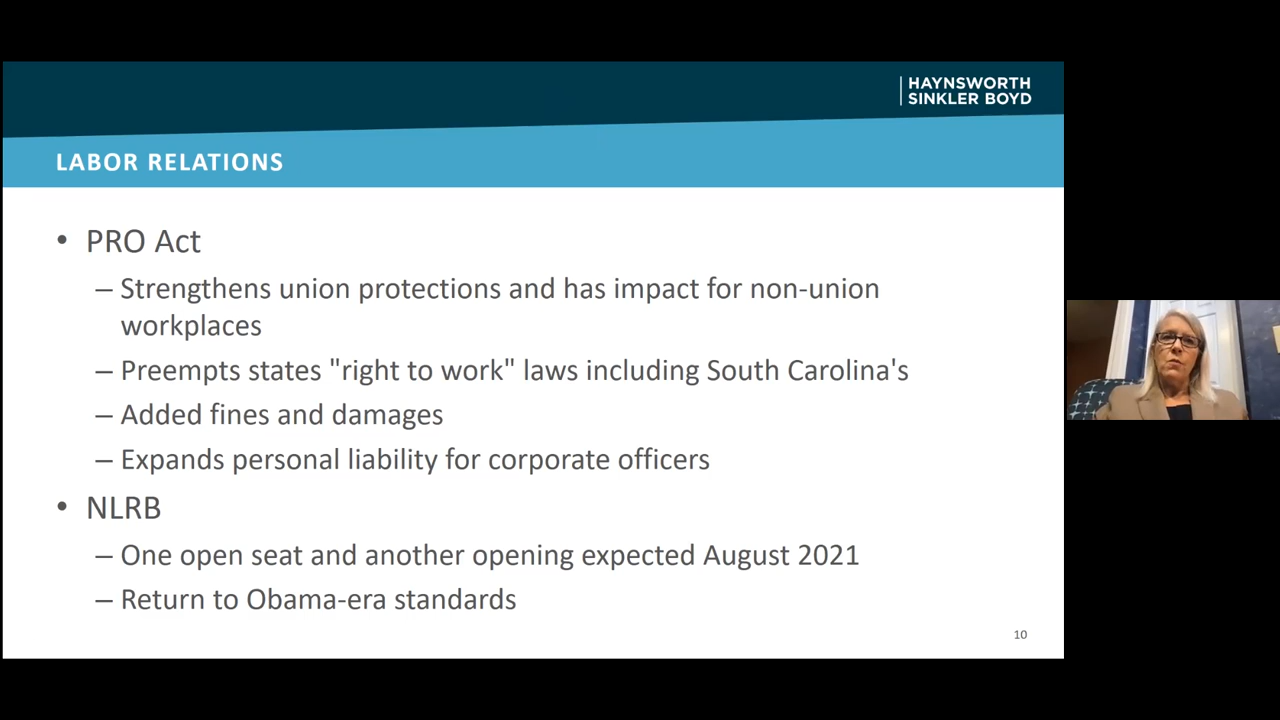 HAYNSWORTH
SINKLER BOYD
LABOR RELATIONS
• PRO Act
– Strengthens union protections and has impact for non-union
workplaces
– Preempts states "right to work" laws including South Carolina's
– Added fines and damages
– Expands personal liability for corporate officers
• NLRB
– One open seat and another opening expected August 2021
– Return to Obama-era standards
10